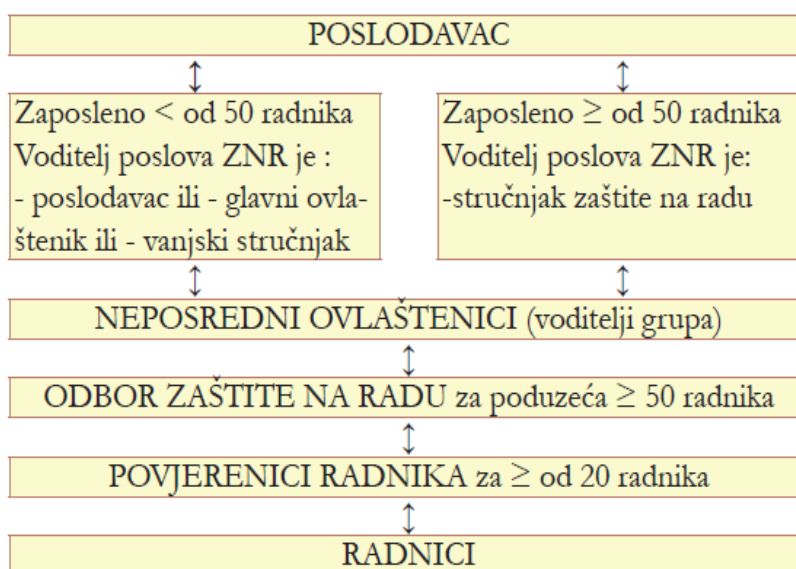 POSLODAVAC
Zaposleno < od 50 radnika
Voditelj poslova ZNR je :
- poslodavac ili - glavni ovla-
štenik ili - vanjski stručnjak
Zaposleno ≥ od 50 radnika
Voditelj poslova ZNR je:
-stručnjak zaštite na radu
NEPOSREDNI OVLAŠTENICI (voditelji grupa)
ODBOR ZAŠTITE NA RADU za poduzeća ≥ 50 radnika
POVJERENICI RADNIKA za ≥ od 20 radnika
RADNICI